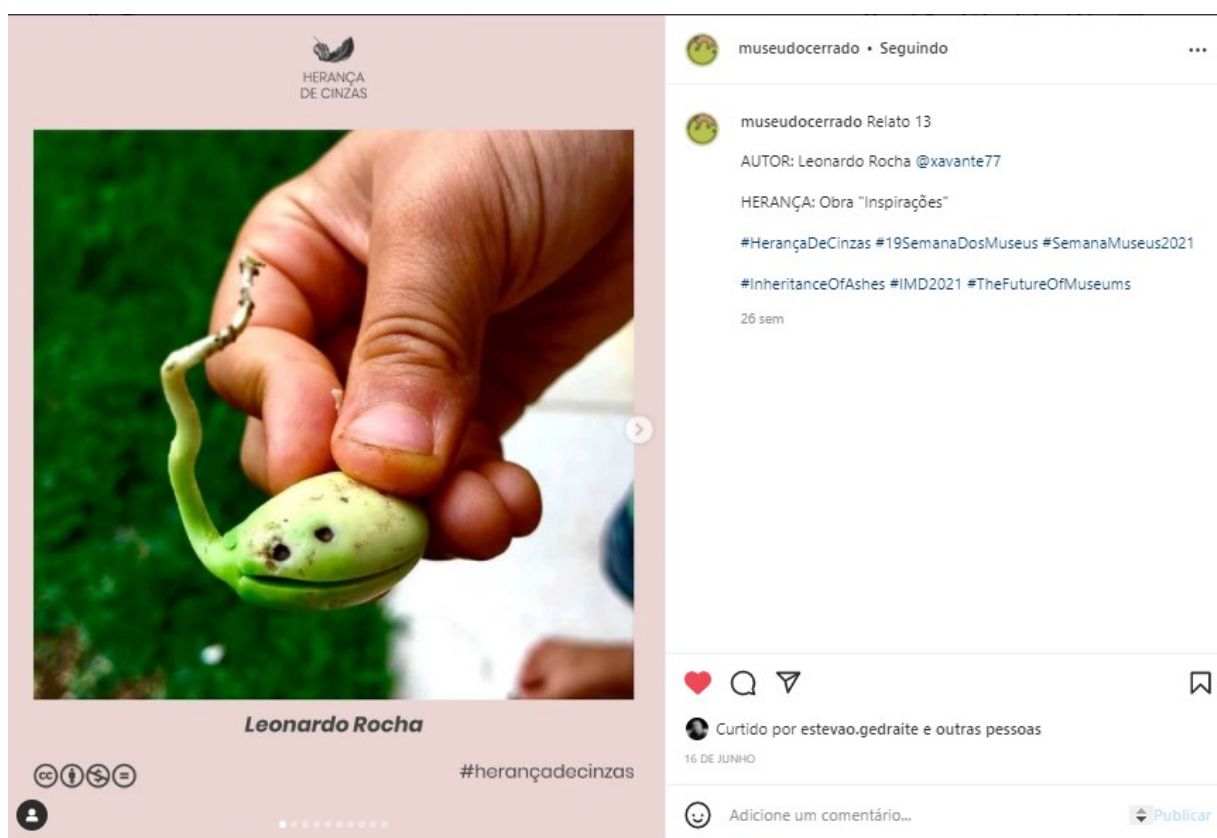 HERANÇA
DE CINZAS
Leonardo Rocha
#herançadecinzas
museudocerrado • Seguindo
museudocerrado Relato 13
AUTOR: Leonardo Rocha @xavante77
HERANÇA: Obra "Inspirações"
#HerançaDeCinzas #19SemanaDosMuseus #SemanaMuseus2021
#InheritanceOfAshes #IMD2021 #TheFutureOfMuseums
26 sem
Curtido por estevao.gedraite e outras pessoas
16 DE JUNHO
Adicione um comentário...
Publicar